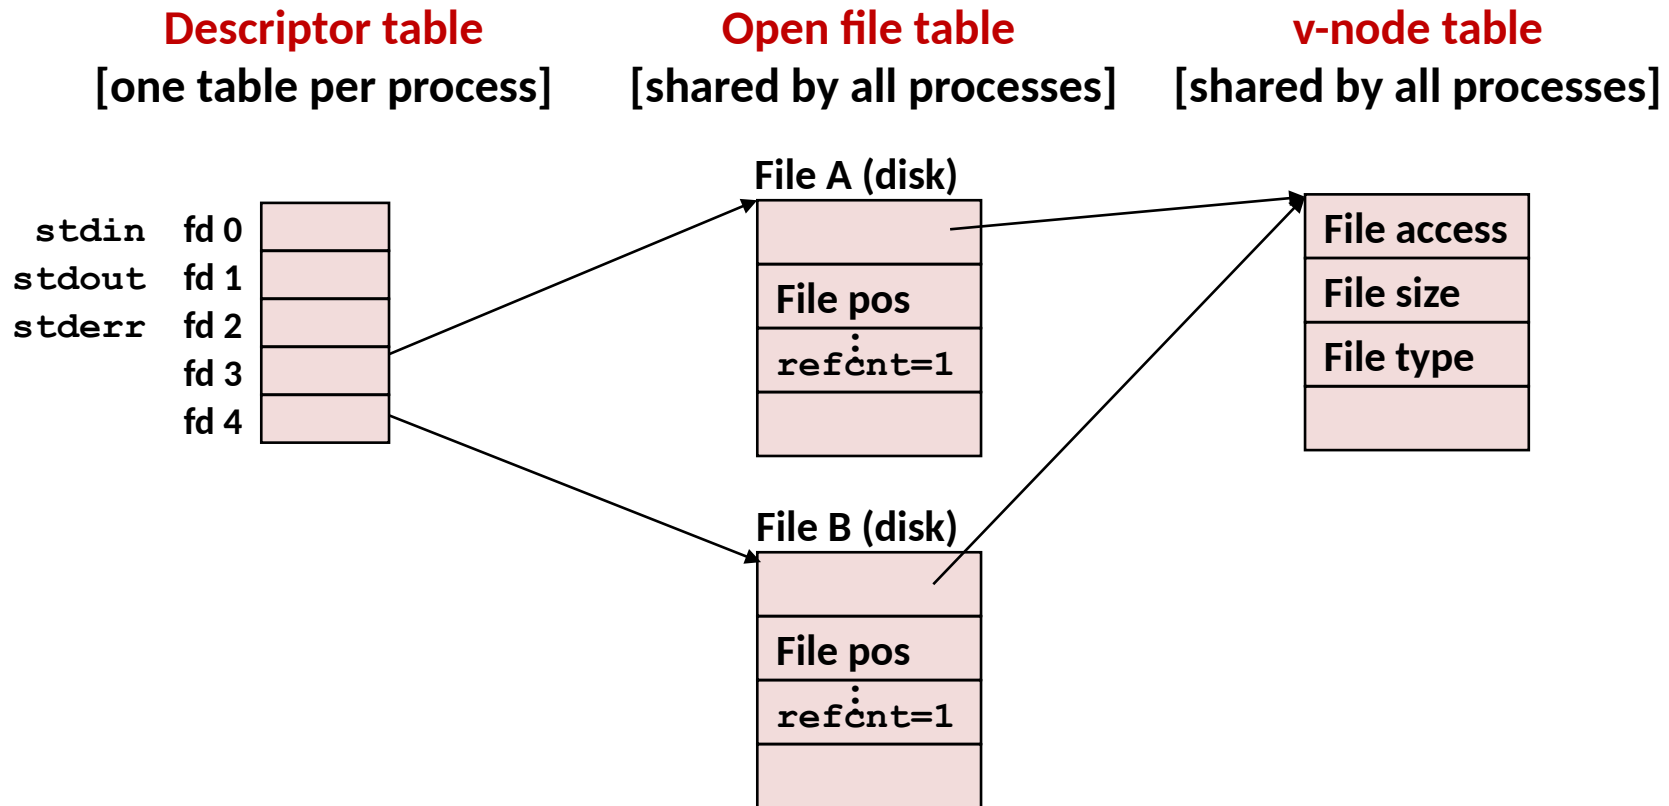 Descriptor table
[one table per process]
Open file table
[shared by all processes]
v-node table
[shared by all processes]
stdin fd 0
stdout fd 1
stderr fd 2
fd 3
fd 4
File A (disk)
File pos
refcnt=1
File B (disk)
File pos
refcnt=1
File access
File size
File type